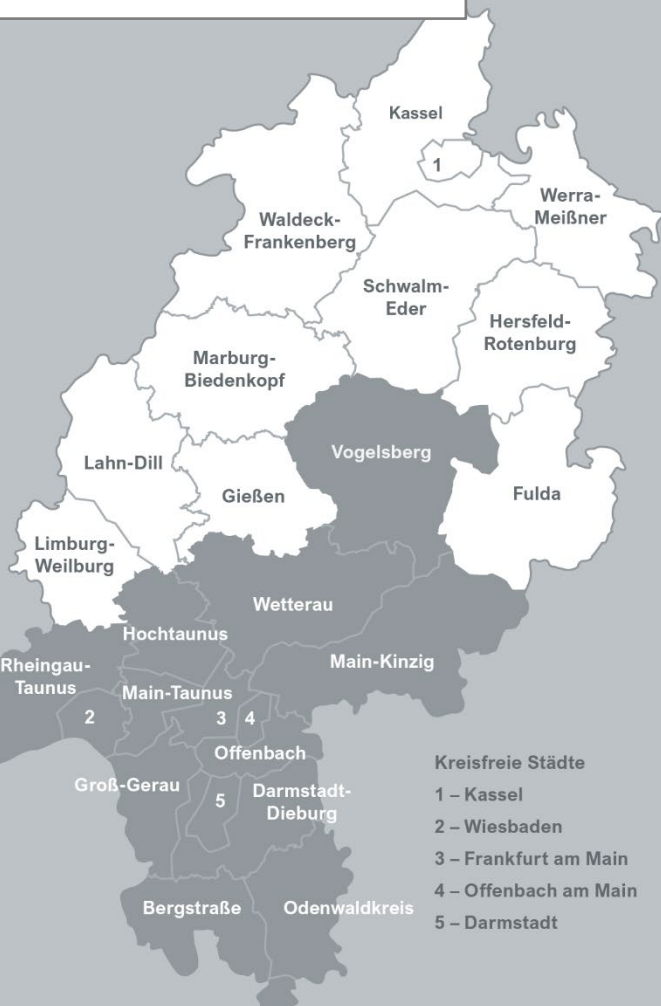 Kassel
1
Werra-
Meißner
Waldeck-
Frankenberg
Schwalm-
Eder
Hersfeld-
Rotenburg
Marburg-
Biedenkopf
Vogelsberg
Lahn-Dill
Gießen
Fulda
Limburg-
Weilburg
Wetterau
Hochtaunus
Rheingau-
Taunus
Main-Kinzig
Main-Taunus
2
3
4
Offenbach
Groß-Gerau
5
Darmstadt-
Dieburg
Bergstraße
Odenwaldkreis
Kreisfreie Städte
1 – Kassel
2 – Wiesbaden
3 – Frankfurt am Main
4 – Offenbach am Main
5 – Darmstadt